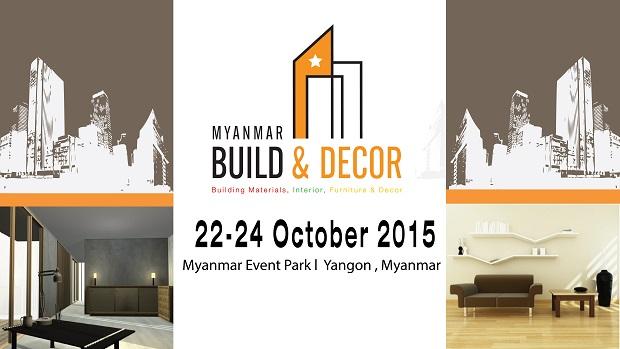 MYANMAR
BUILD & DECOR
Building Materials, Interior, Furniture & Decor
22-24 October 2015
Myanmar Event Park l Yangon , Myanmar